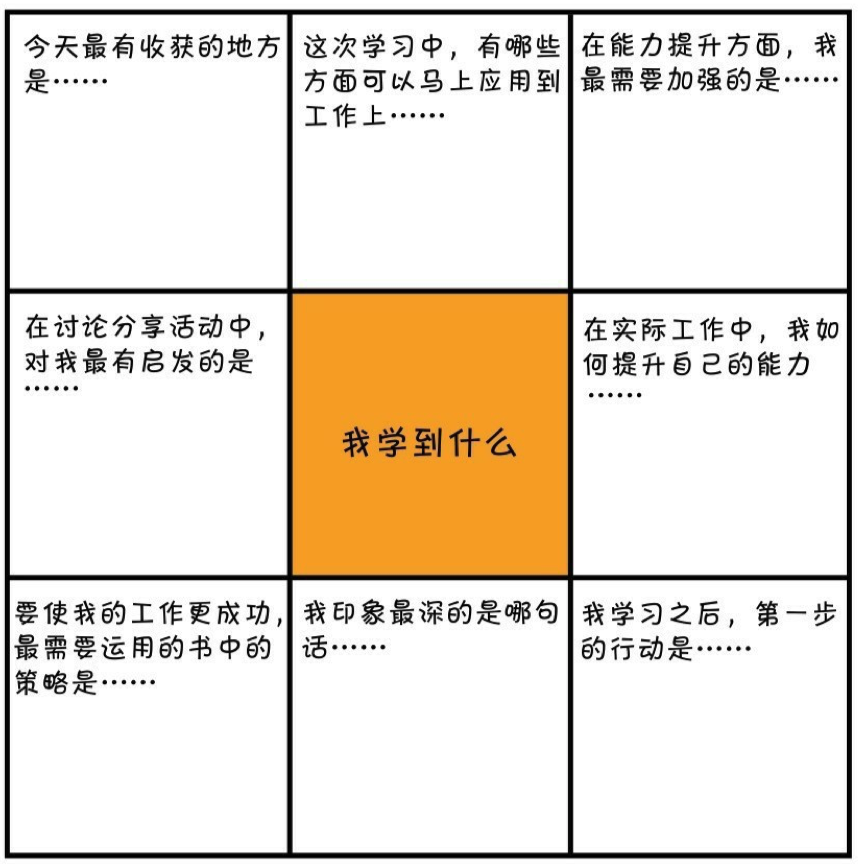 今天最有收获的地方
是……
这次学习中，有哪些
方面可以马上应用到
工作上……
在能力提升方面，我
最需要加强的是……
在讨论分享活动中，
对我最有启发的是
……
我学到什么
在实际工作中，我如
何提升自己的能力
……
要使我的工作更成功，
最需要运用的书中的
策略是……
我印象最深的是哪句
话……
我学习之后，第一步
的行动是……